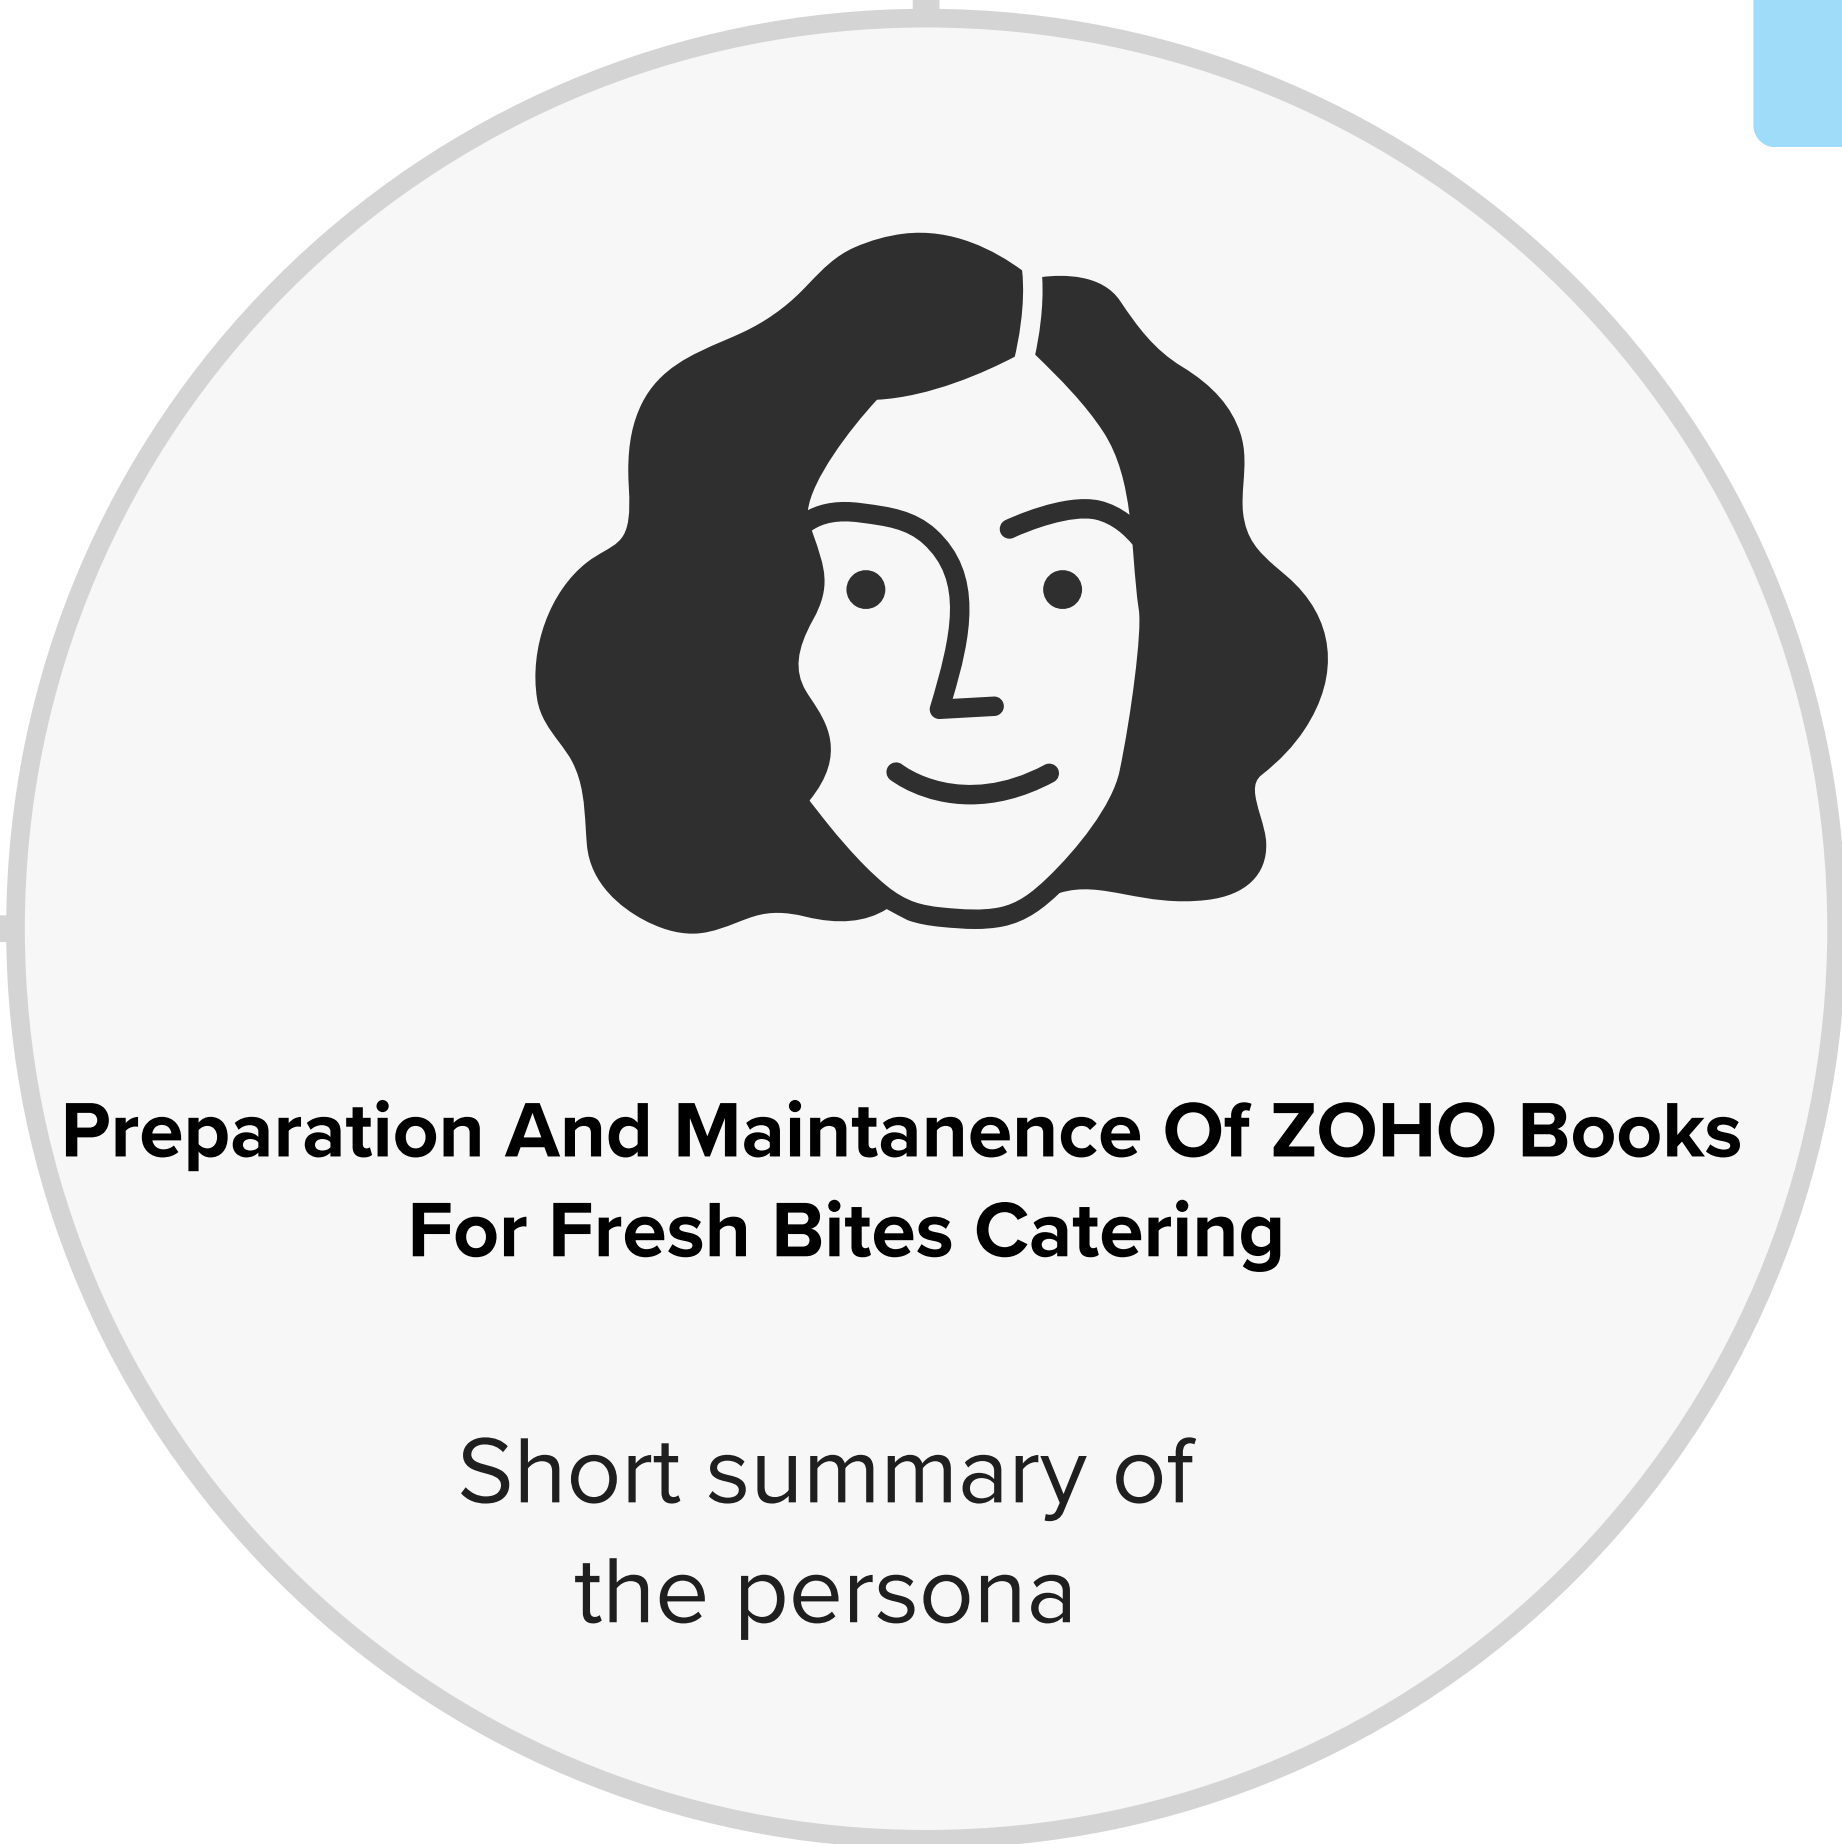 Preparation And Maintanence Of ZOHO Books
For Fresh Bites Catering
Short summary of
the persona